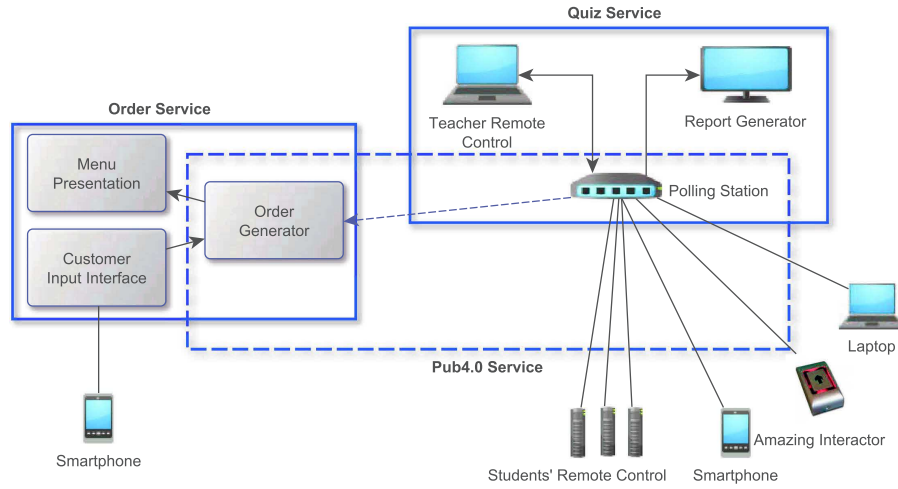 Quiz Service
Teacher Remote
Control
Report Generator
Order Service
Menu
Presentation
Order
Generator
Polling Station
Customer
Input Interface
Laptop
Pub4.0 Service
Amazing Interactor
Smartphone
Students' Remote Control
Smartphone